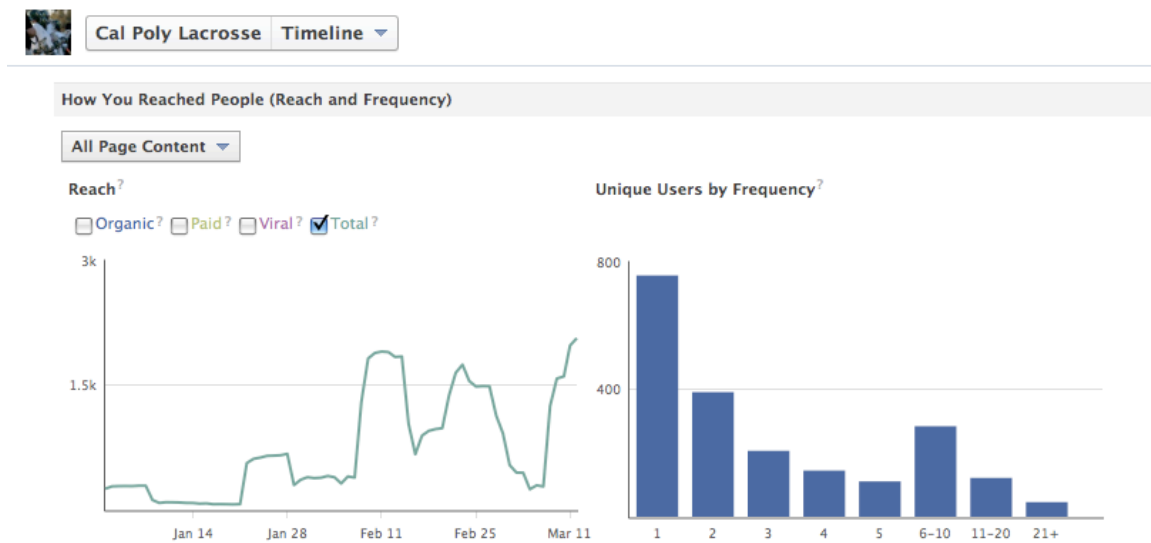 Cal Poly Lacrosse Timeline
How You Reached People (Reach and Frequency)
All Page Content
Reach?
Unique Users by Frequency?
Organic? Paid? Viral? Total?
3k
1.5k
Jan 14 Jan 28 Feb 11 Feb 25 Mar 11
800
400
1 2 3 4 5 6-10 11-20 21+